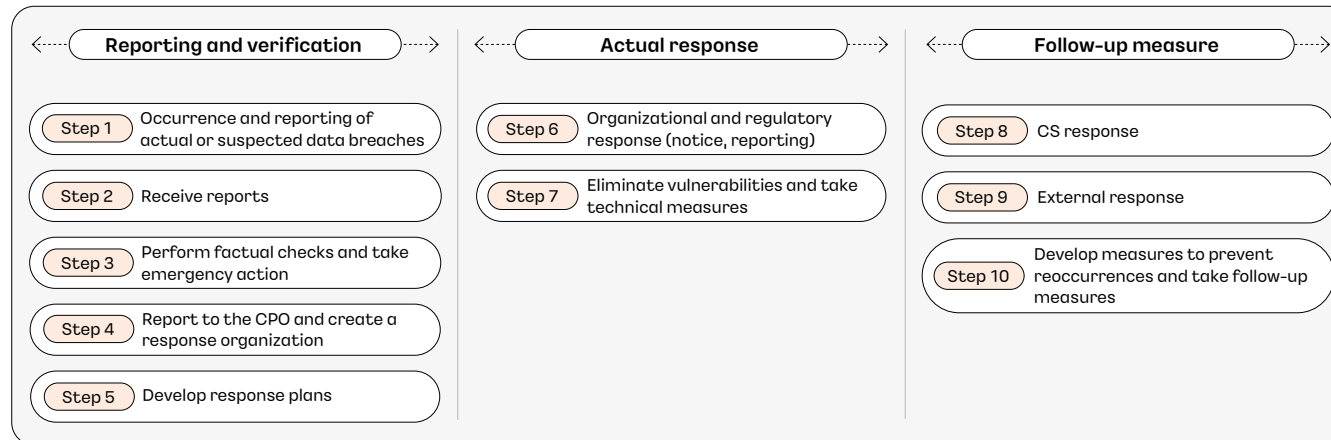 Reporting and verification
Step 1
Occurrence and reporting of
actual or suspected data breaches
Step 2
Receive reports
Step 3
Perform factual checks and take
emergency action
Step 4
Report to the CPO and create a
response organization
Step 5
Develop response plans
Actual response
Step 6
Organizational and regulatory
response (notice, reporting)
Step 7
Eliminate vulnerabilities and take
technical measures
Follow-up measure
Step 8
CS response
Step 9
External response
Step 10
Develop measures to prevent
reoccurrences and take follow-up
measures